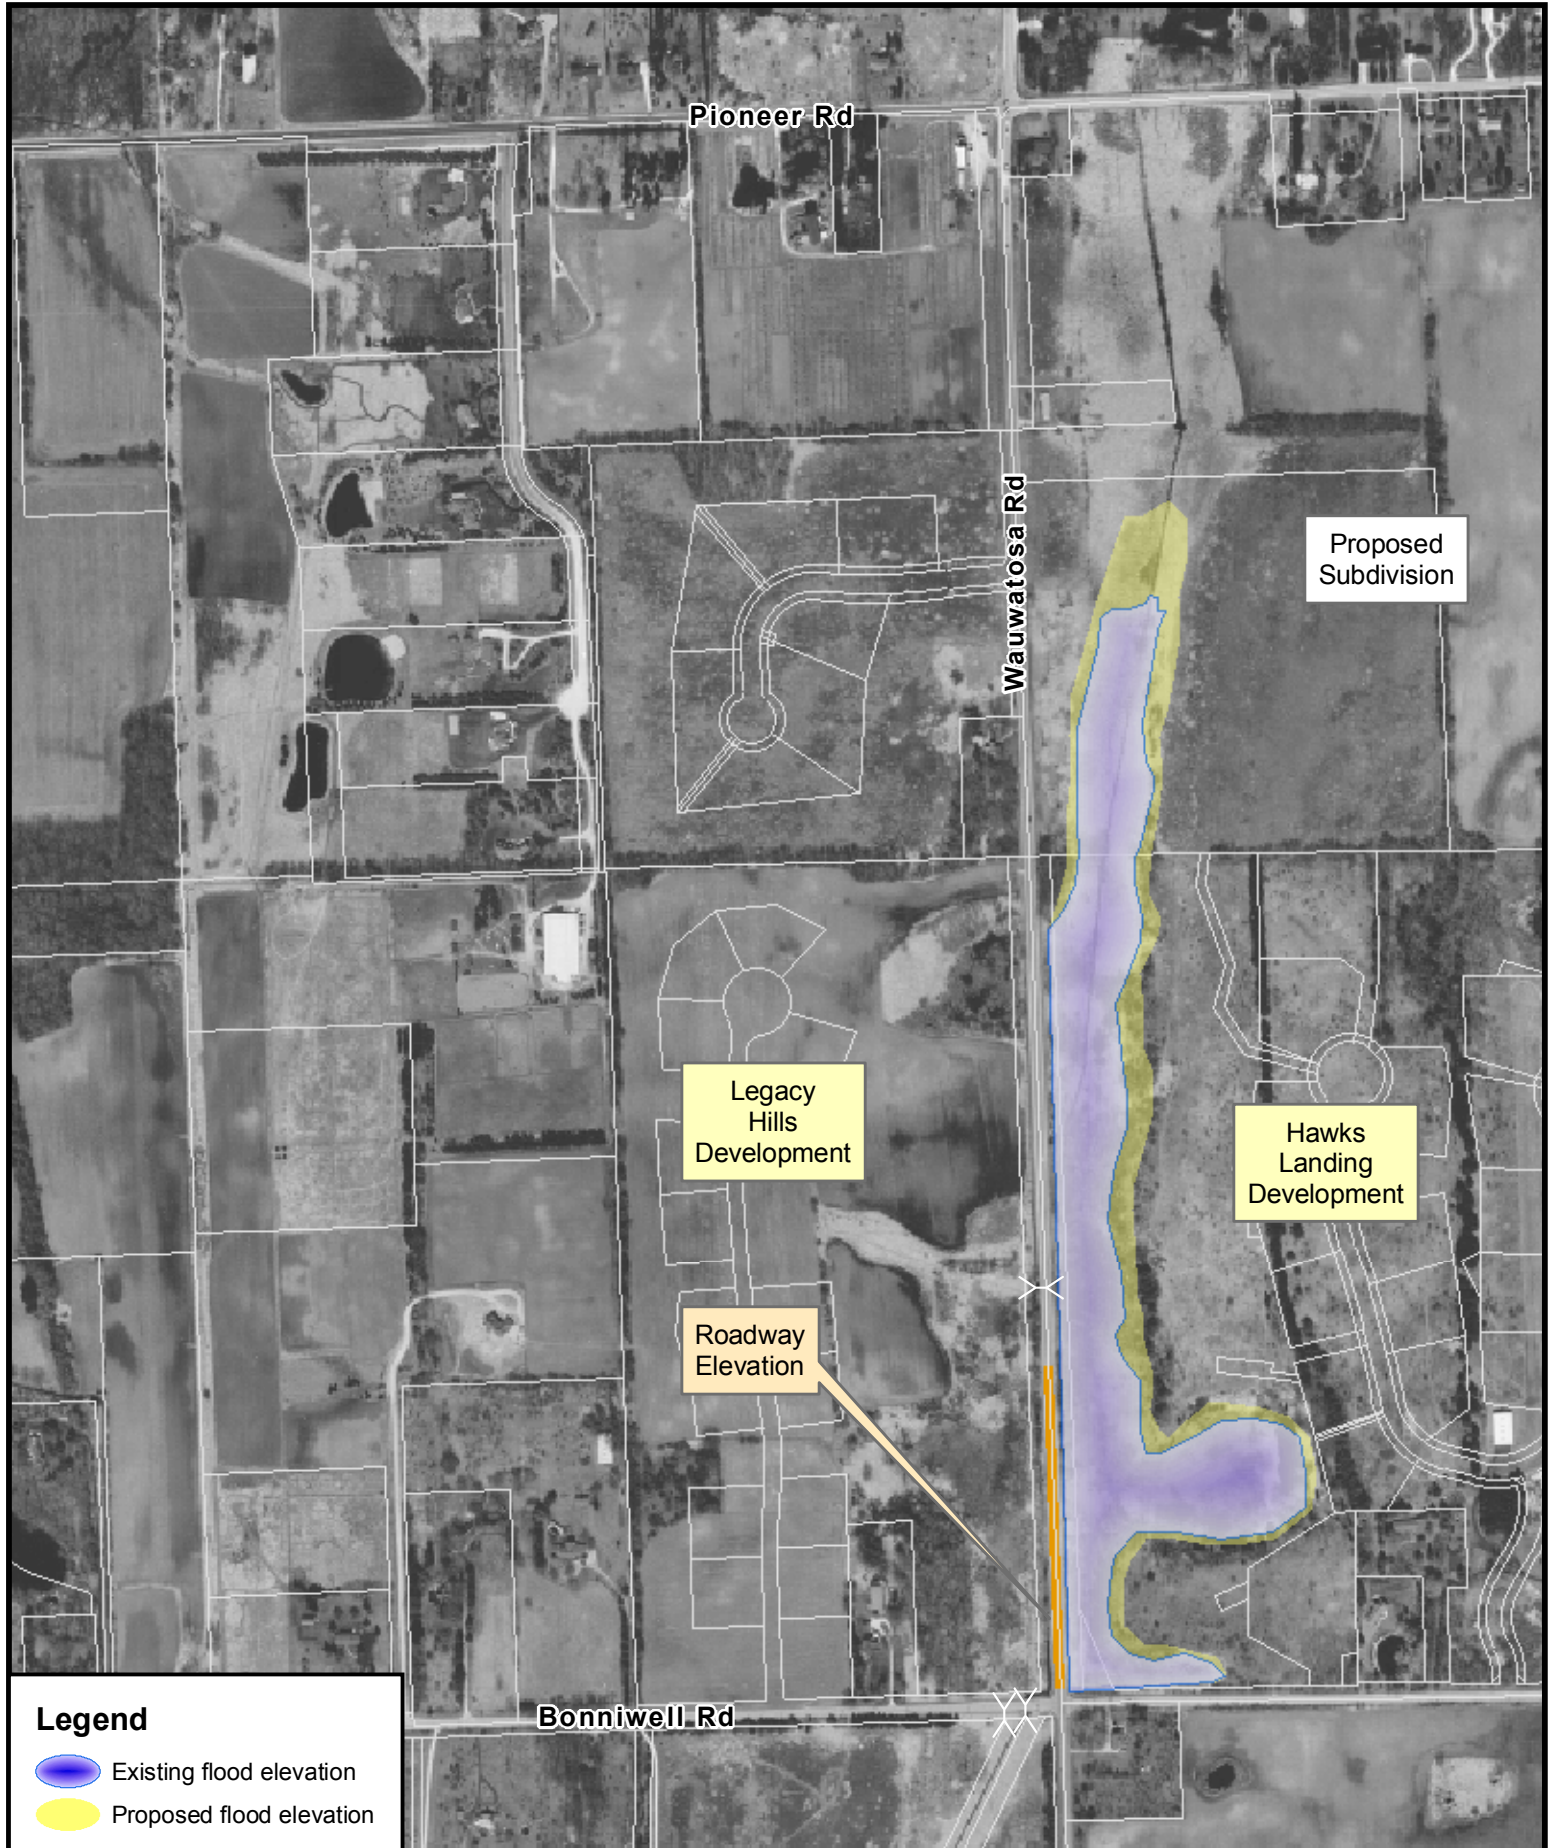 Pioneer Rd
Wauwatosa Rd
Proposed
Subdivision
Legacy
Hills
Development
Hawks
Landing
Development
Roadway
Elevation
Bonniwell Rd
Legend
Existing flood elevation
Proposed flood elevation